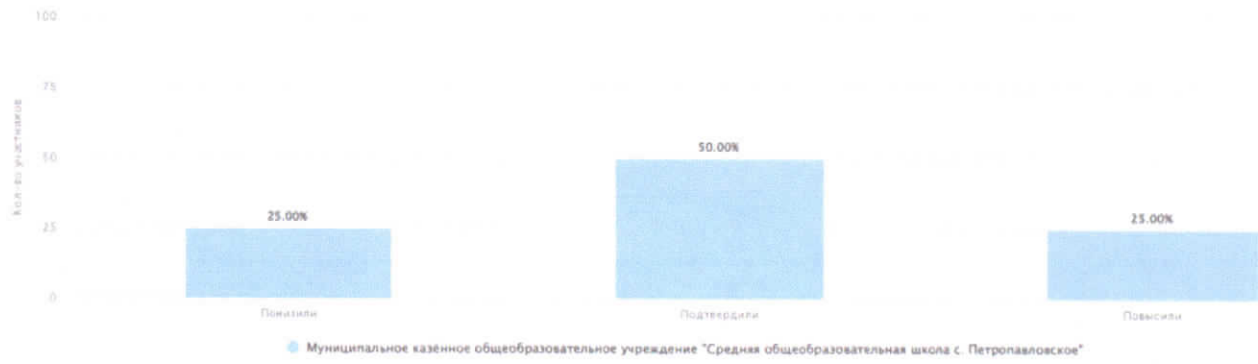 100
75
50
25
0
Кол-во участников
25.00%
50.00%
25.00%
Понизили
Подтвердили
Повысили
Муниципальное казённое общеобразовательное учреждение "Средняя общеобразовательная школа с. Петропавловское"